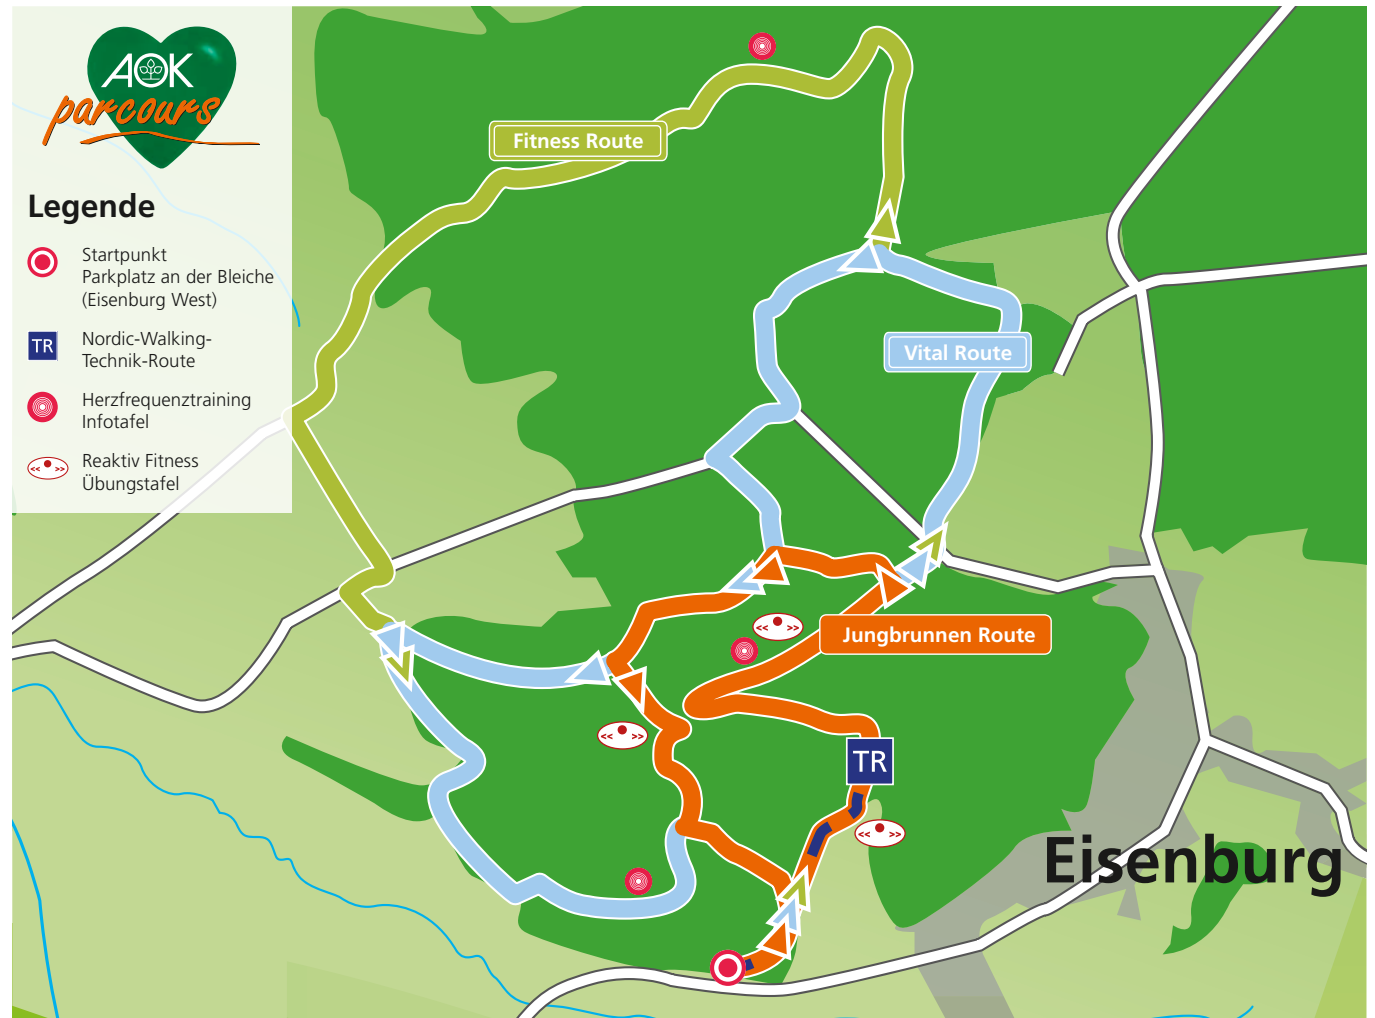 AOK
parcours
Legende
Startpunkt
Parkplatz an der Bleiche
(Eisenburg West)
TR
Nordic-Walking-
Technik-Route
Herzfrequenztraining
Infotafel
<< >>
Reaktiv Fitness
Übungstafel
Fitness Route
Vital Route
<< >>
Jungbrunnen Route
<< >>
TR
<< >>
Eisenburg